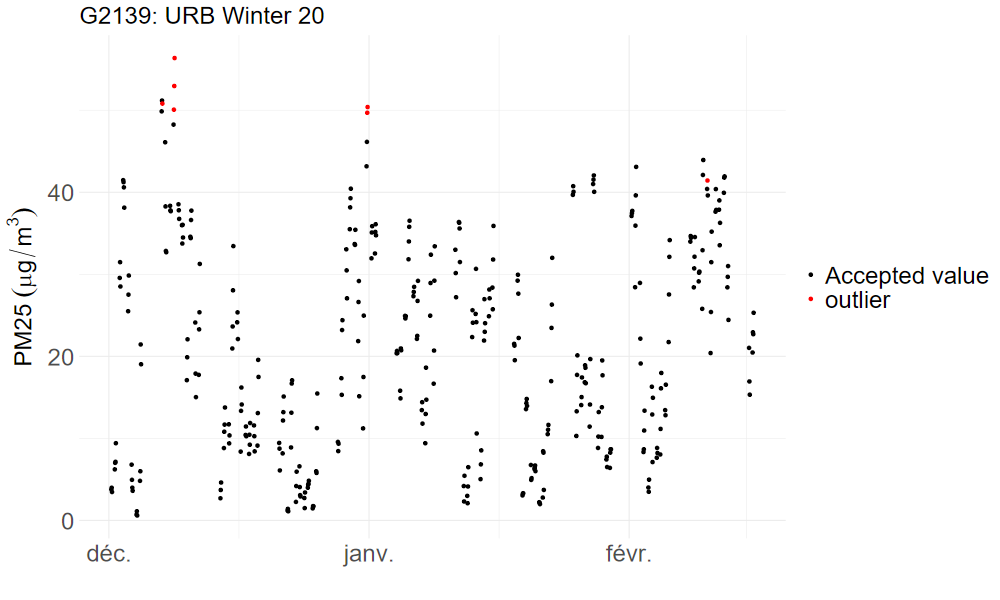 G2139: URB Winter 20
PM25 (μg/m³)
40
20
0
déc.
janv.
févr.
Accepted value
outlier